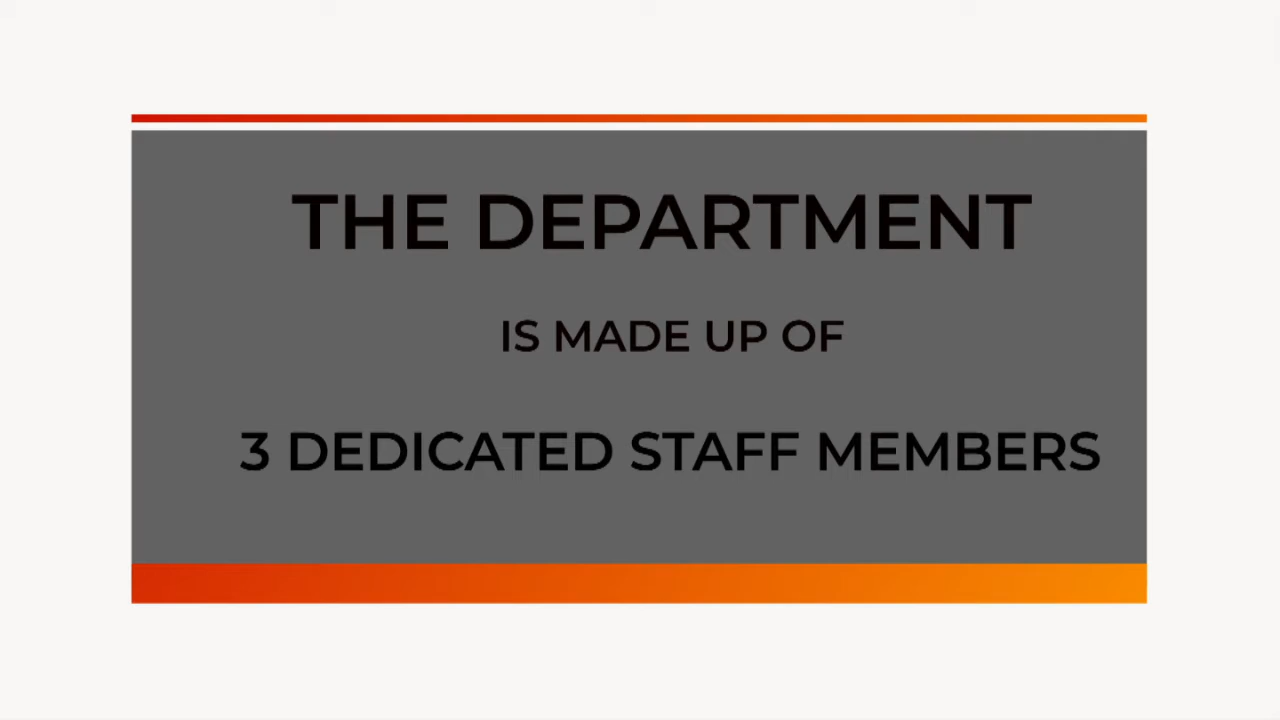 THE DEPARTMENT
IS MADE UP OF
3 DEDICATED STAFF MEMBERS